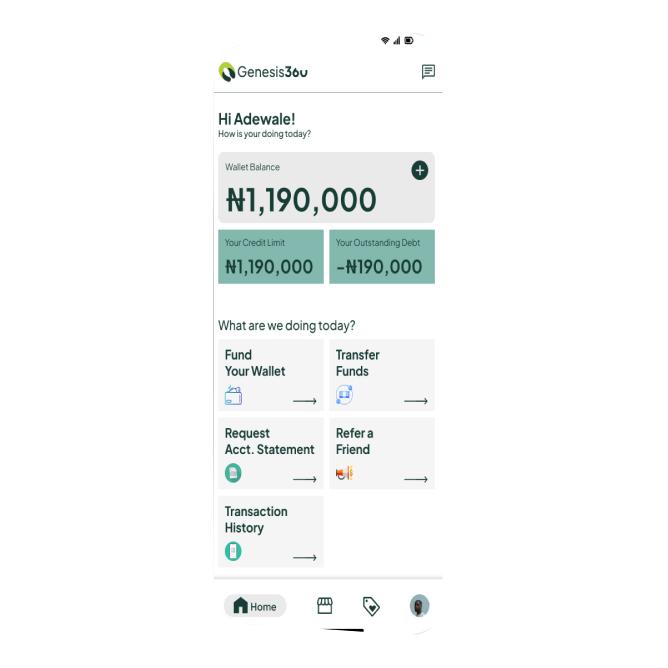 Genesis360
Hi Adewale!
How is your doing today?
Wallet Balance
₦1,190,000
Your Credit Limit
Your Outstanding Debt
₦1,190,000
-₦190,000
What are we doing today?
Fund
Your Wallet
Transfer
Funds
Request
Acct. Statement
Refer a
Friend
Transaction
History
Home